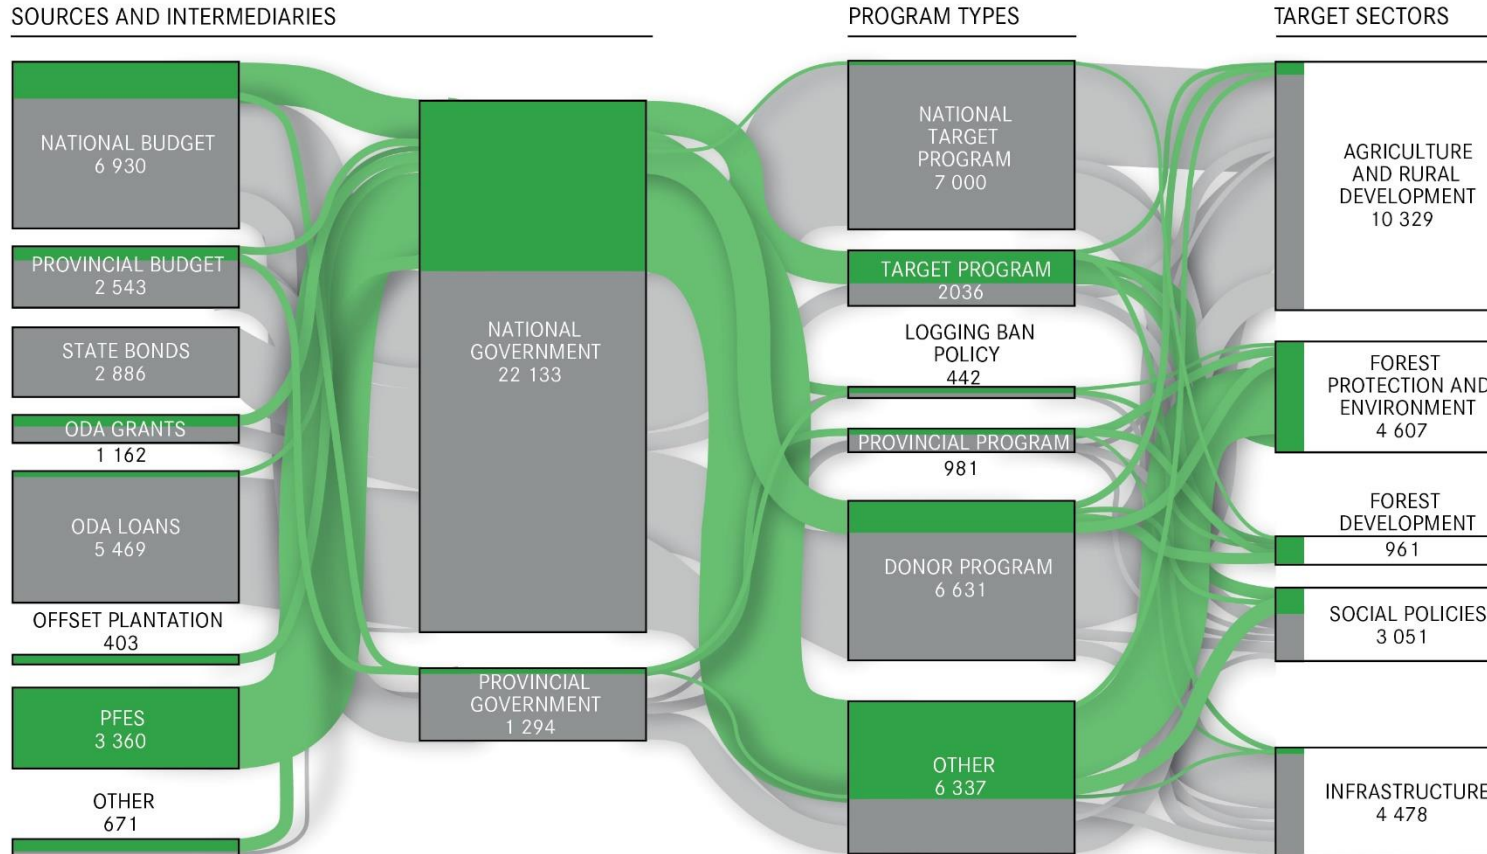 SOURCES AND INTERMEDIARIES
PROGRAM TYPES
TARGET SECTORS
NATIONAL BUDGET
6 930
PROVINCIAL BUDGET
2 543
STATE BONDS
2 886
ODA GRANTS
1 162
ODA LOANS
5 469
OFFSET PLANTATION
403
PFES
3 360
OTHER
671
NATIONAL
GOVERNMENT
22 133
PROVINCIAL
GOVERNMENT
1 294
NATIONAL
TARGET
PROGRAM
7 000
TARGET PROGRAM
2036
LOGGING BAN
POLICY
442
PROVINCIAL PROGRAM
981
DONOR PROGRAM
6 631
OTHER
6 337
AGRICULTURE
AND RURAL
DEVELOPMENT
10 329
FOREST
PROTECTION AND
ENVIRONMENT
4 607
FOREST
DEVELOPMENT
961
SOCIAL POLICIES
3 051
INFRASTRUCTURE
4 478